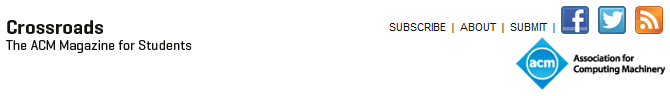 Crossroads
The ACM Magazine for Students
SUBSCRIBE | ABOUT | SUBMIT |
acm
Association for
Computing Machinery